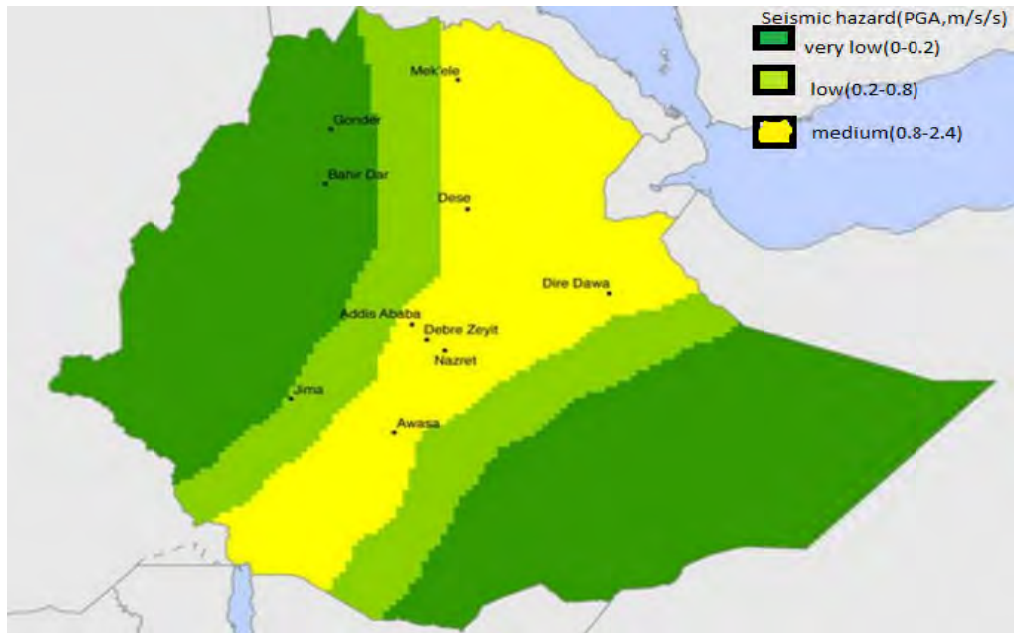 Seismic hazard(PGA,m/s/s)
very low(0-0.2)
low(0.2-0.8)
medium(0.8-2.4)
Mek'ele
Gonder
Bahir Dar
Dese
Dire Dawa
Addis Ababa
Debre Zeyit
Nazret
Jima
Awasa